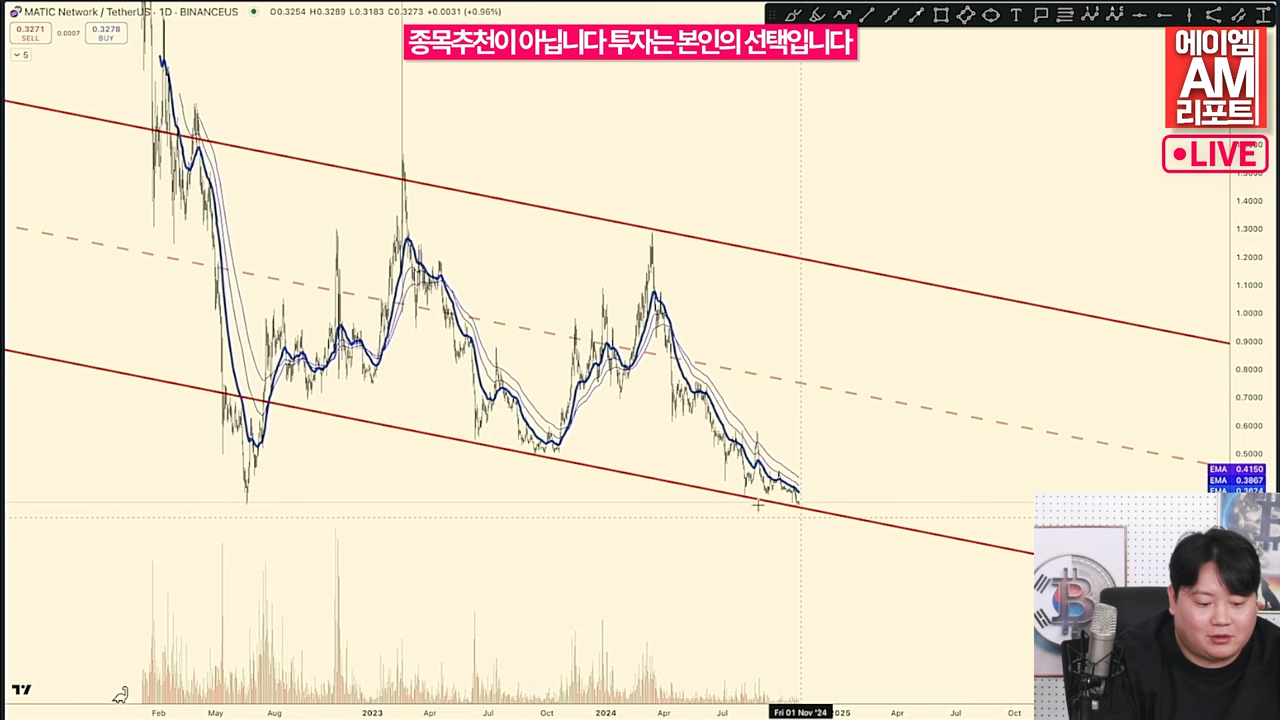 MATIC Network / TetherUS · 1D · BINANCEUS
O0.3254 H0.3289 L0.3183 C0.3273 +0.0031 (+0.96%)
0.3271
SELL
0.0007
0.3278
BUY
5
종목추천이 아닙니다 투자는 본인의 선택입니다
에이엠
AM
리포트
LIVE
1.4000
1.3000
1.2000
1.1000
1.0000
0.9000
0.8000
0.7000
0.6000
0.5000
EMA 0.4150
EMA 0.3867
EMA 0.3624
Feb
May
Aug
2023
Apr
Jul
Oct
2024
Apr
Jul
Fri 01 Nov '24
2025
Apr
Jul
Oct